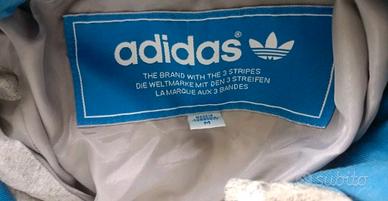 adidas®
THE BRAND WITH THE 3 STRIPES
DIE WELTMARKE MIT DEN 3 STREIFEN
LA MARQUE AUX 3 BANDES
M
subito